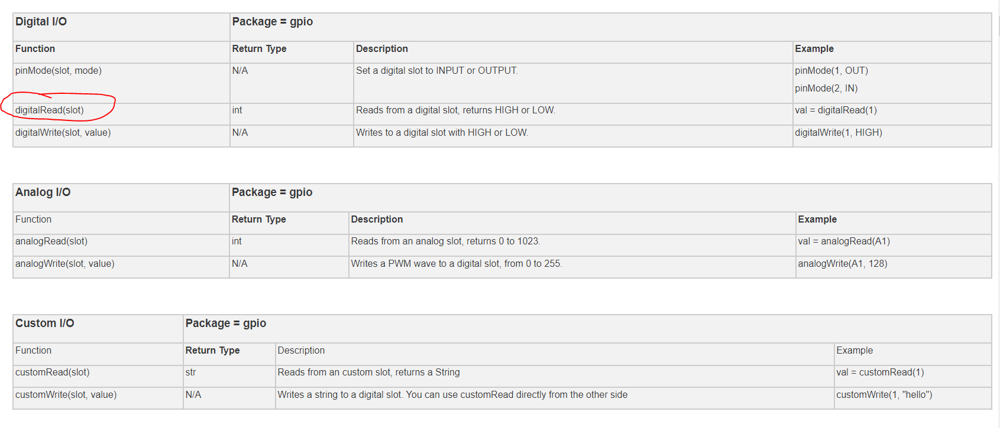 Digital I/O Package = gpio
Function Return Type Description Example
pinMode(slot, mode) N/A Set a digital slot to INPUT or OUTPUT. pinMode(1, OUT)
pinMode(2, IN)
digitalRead(slot) int Reads from a digital slot, returns HIGH or LOW. val = digitalRead(1)
digitalWrite(slot, value) N/A Writes to a digital slot with HIGH or LOW. digitalWrite(1, HIGH)
Analog I/O Package = gpio
Function Return Type Description Example
analogRead(slot) int Reads from an analog slot, returns 0 to 1023. val = analogRead(A1)
analogWrite(slot, value) N/A Writes a PWM wave to a digital slot, from 0 to 255. analogWrite(A1, 128)
Custom I/O Package = gpio
Function Return Type Description Example
customRead(slot) str Reads from an custom slot, returns a String val = customRead(1)
customWrite(slot, value) N/A Writes a string to a digital slot. You can use customRead directly from the other side customWrite(1, "hello")